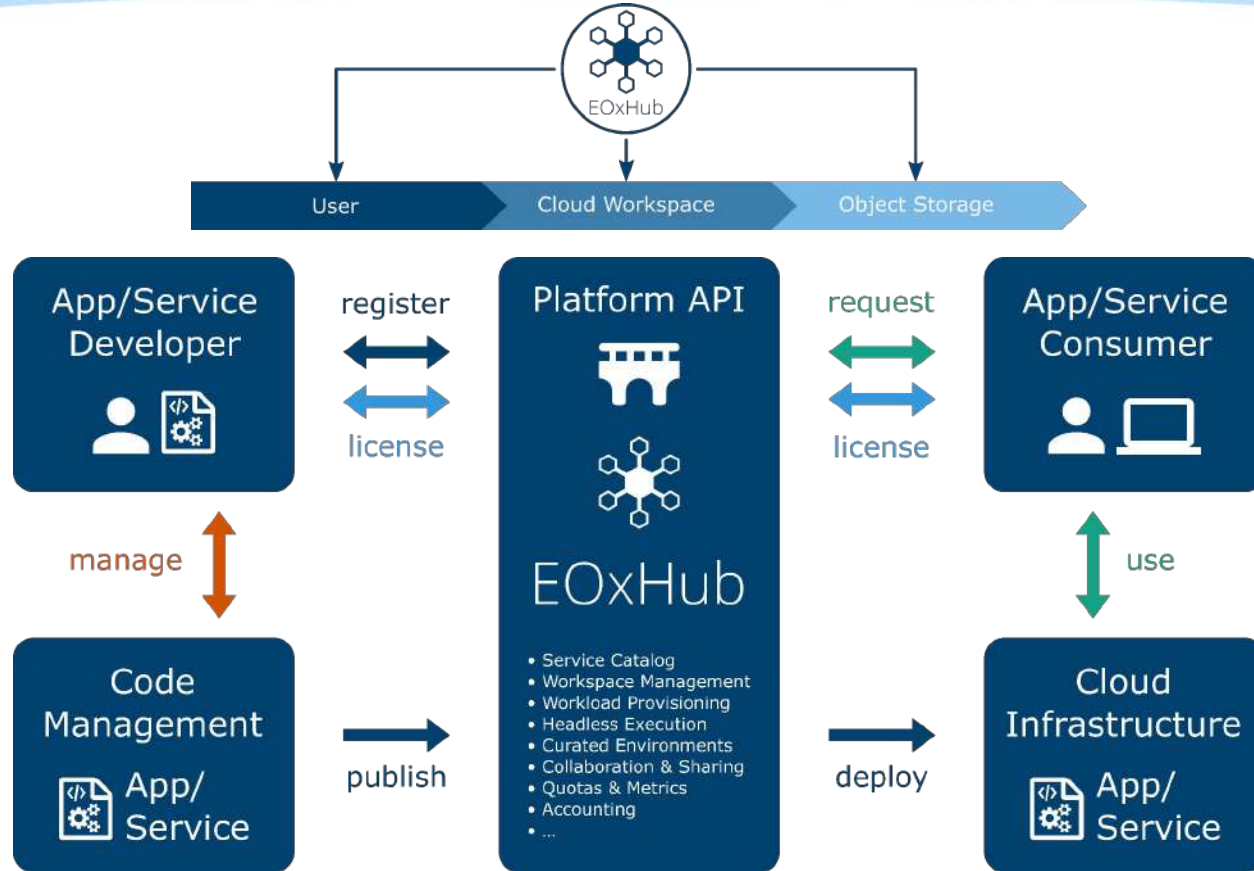 EOxHub
User
Cloud Workspace
Object Storage
App/Service
Developer
</>
register
license
Platform API
EOxHub
• Service Catalog
• Workspace Management
• Workload Provisioning
• Headless Execution
• Curated Environments
• Collaboration & Sharing
• Quotas & Metrics
• Accounting
• ...
request
license
App/Service
Consumer
manage
use
Code
Management
</>
App/
Service
publish
deploy
Cloud
Infrastructure
</>
App/
Service